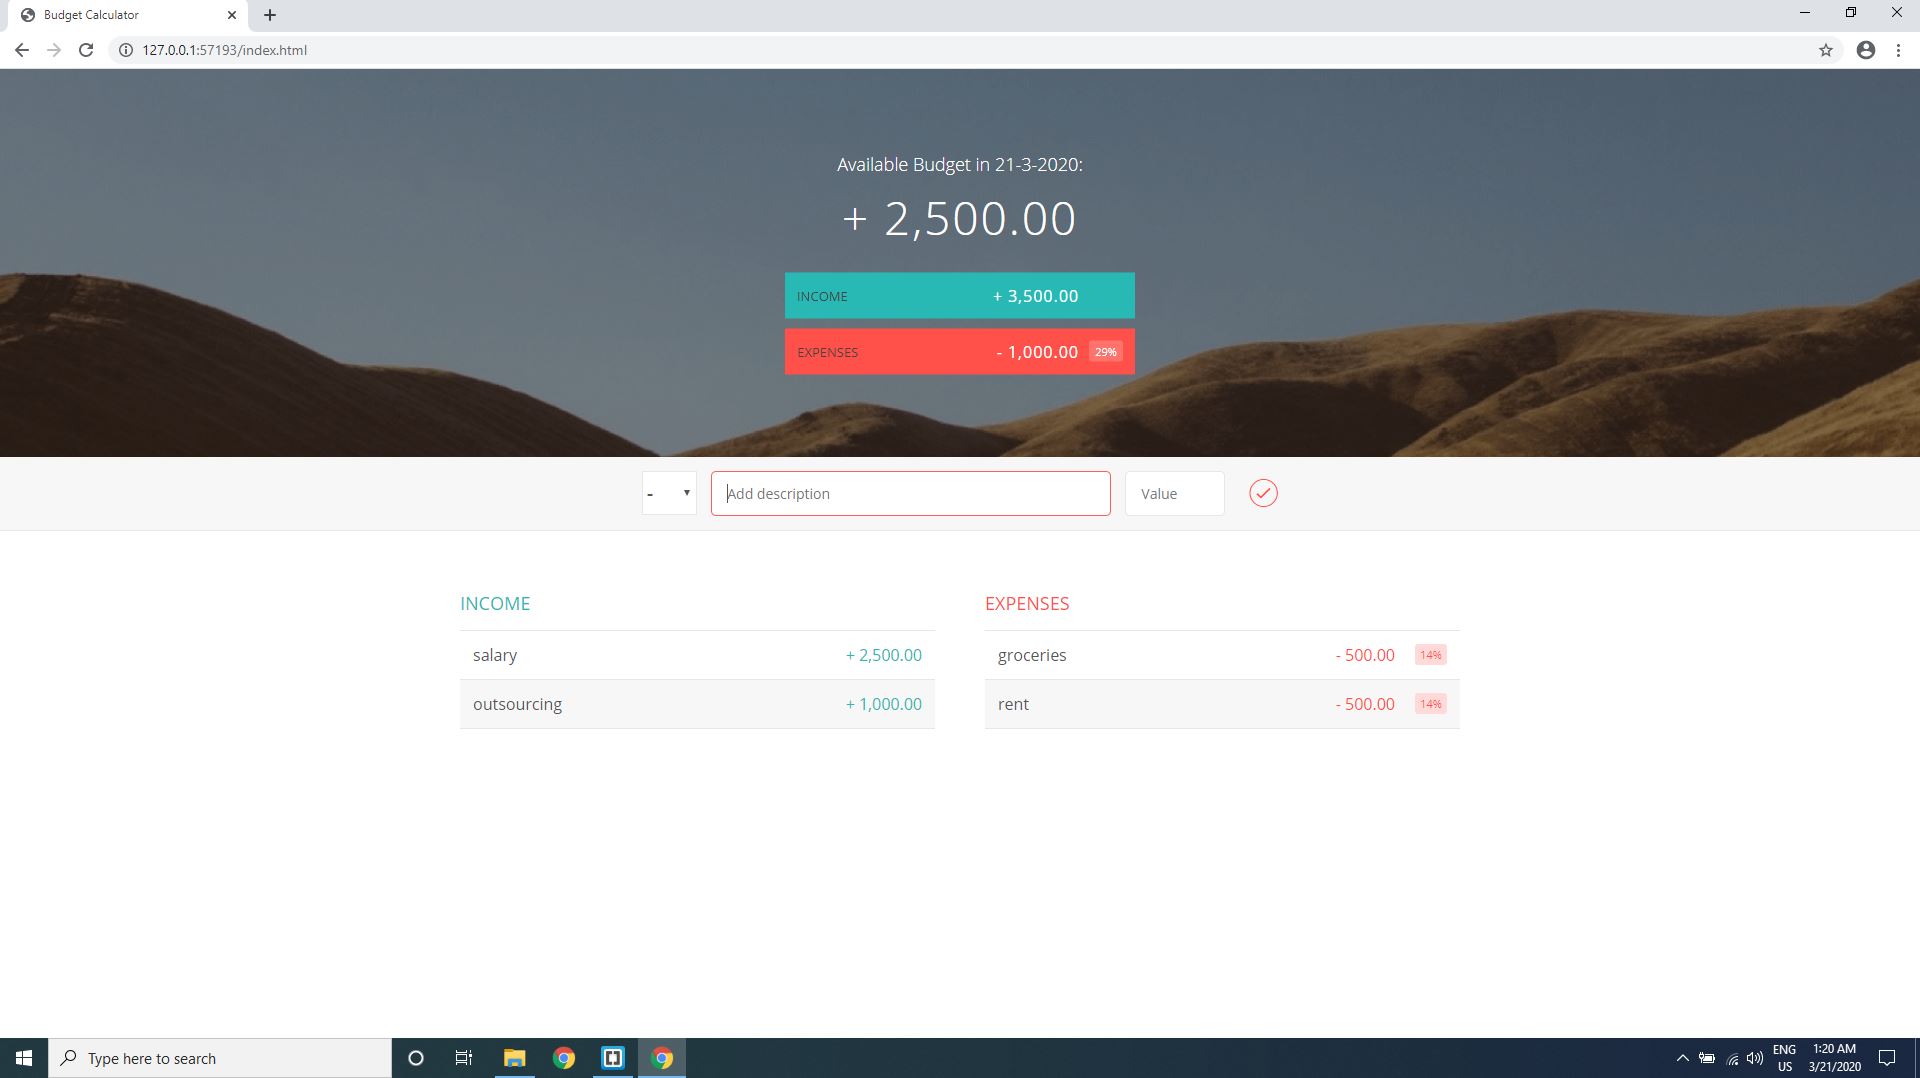 Budget Calculator
127.0.0.1:57193/index.html
Available Budget in 21-3-2020:
+ 2,500.00
INCOME + 3,500.00
EXPENSES - 1,000.00 29%
- Add description Value
INCOME
salary + 2,500.00
outsourcing + 1,000.00
EXPENSES
groceries - 500.00 14%
rent - 500.00 14%
Type here to search
ENG
US
1:20 AM
3/21/2020